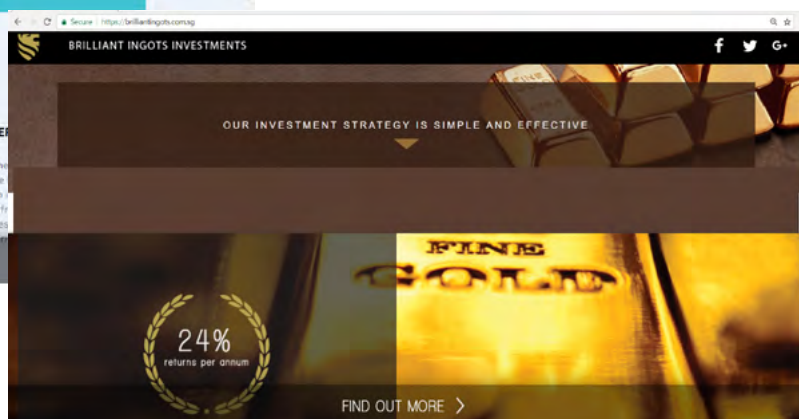 Secure https://brilliantingots.com.sg
BRILLIANT INGOTS INVESTMENTS
f G+
FINE
OUR INVESTMENT STRATEGY IS SIMPLE AND EFFECTIVE
FINE
GOLD
24%
returns per annum
FIND OUT MORE >